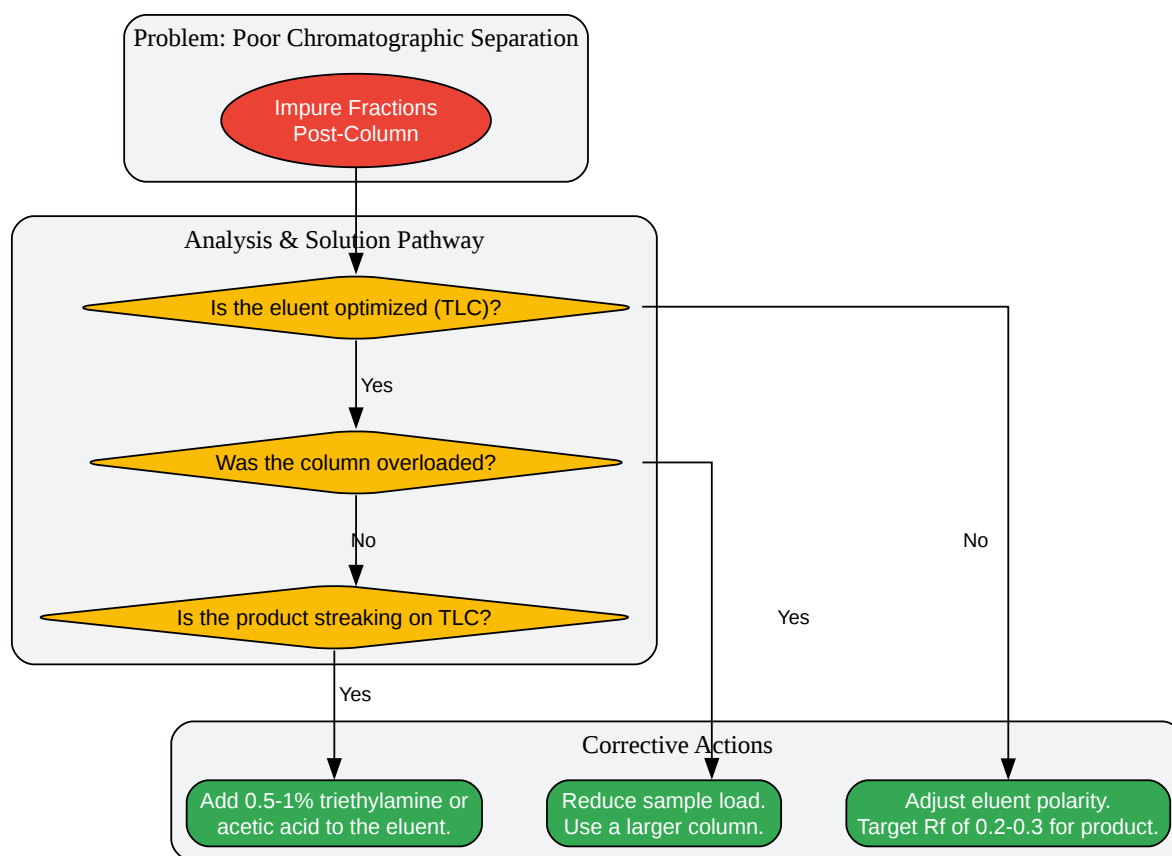 Problem: Poor Chromatographic Separation
Impure Fractions
Post-Column
Analysis & Solution Pathway
Is the eluent optimized (TLC)?
Yes
Was the column overloaded?
No
No
Is the product streaking on TLC?
Yes
Yes
Corrective Actions
Add 0.5-1% triethylamine or
acetic acid to the eluent.
Reduce sample load.
Use a larger column.
Adjust eluent polarity.
Target Rf of 0.2-0.3 for product.